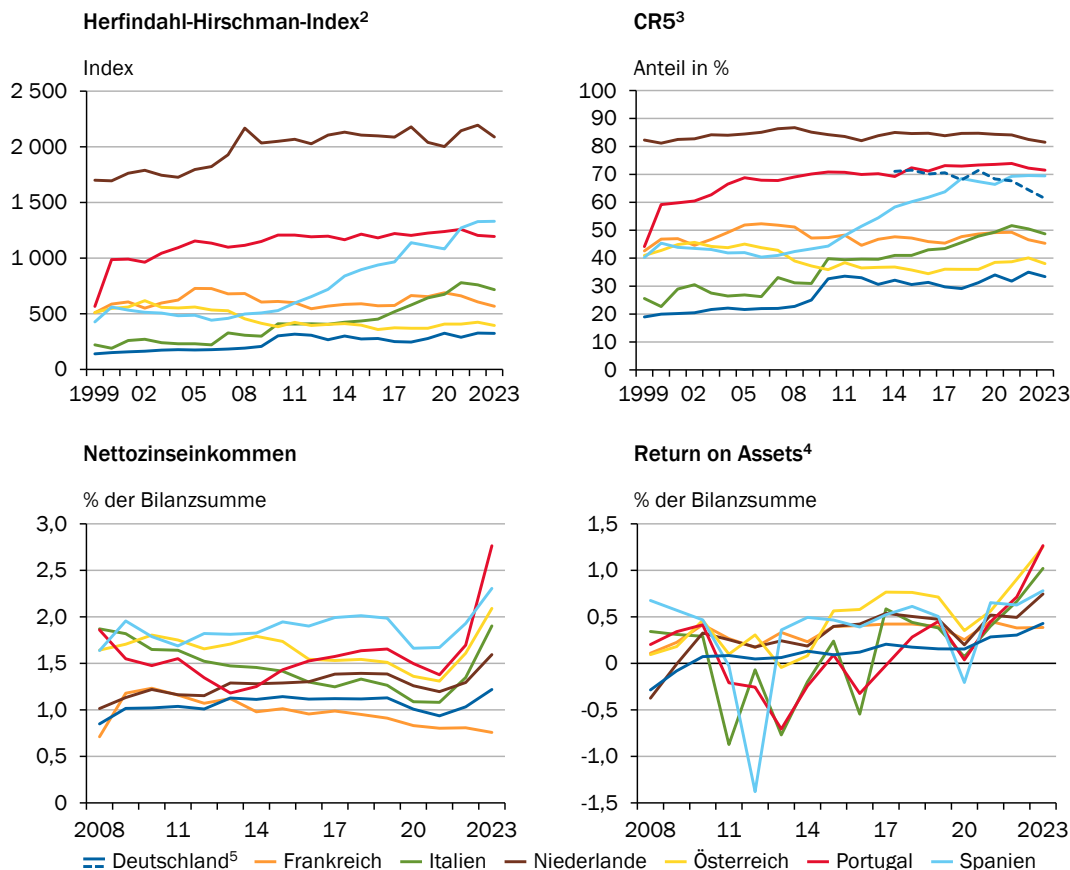 Herfindahl-Hirschman-Index²
Index
2 500
2 000
1 500
1 000
500
0
1999 02 05 08 11 14 17 20 2023
CR5³
Anteil in %
100
90
80
70
60
50
40
30
20
10
0
1999 02 05 08 11 14 17 20 2023
Nettozinseinkommen
% der Bilanzsumme
3,0
2,5
2,0
1,5
1,0
0,5
0
2008 11 14 17 20 2023
Return on Assets⁴
% der Bilanzsumme
1,5
1,0
0,5
0
-0,5
-1,0
-1,5
2008 11 14 17 20 2023
Deutschland⁵ Frankreich Italien Niederlande Österreich Portugal Spanien